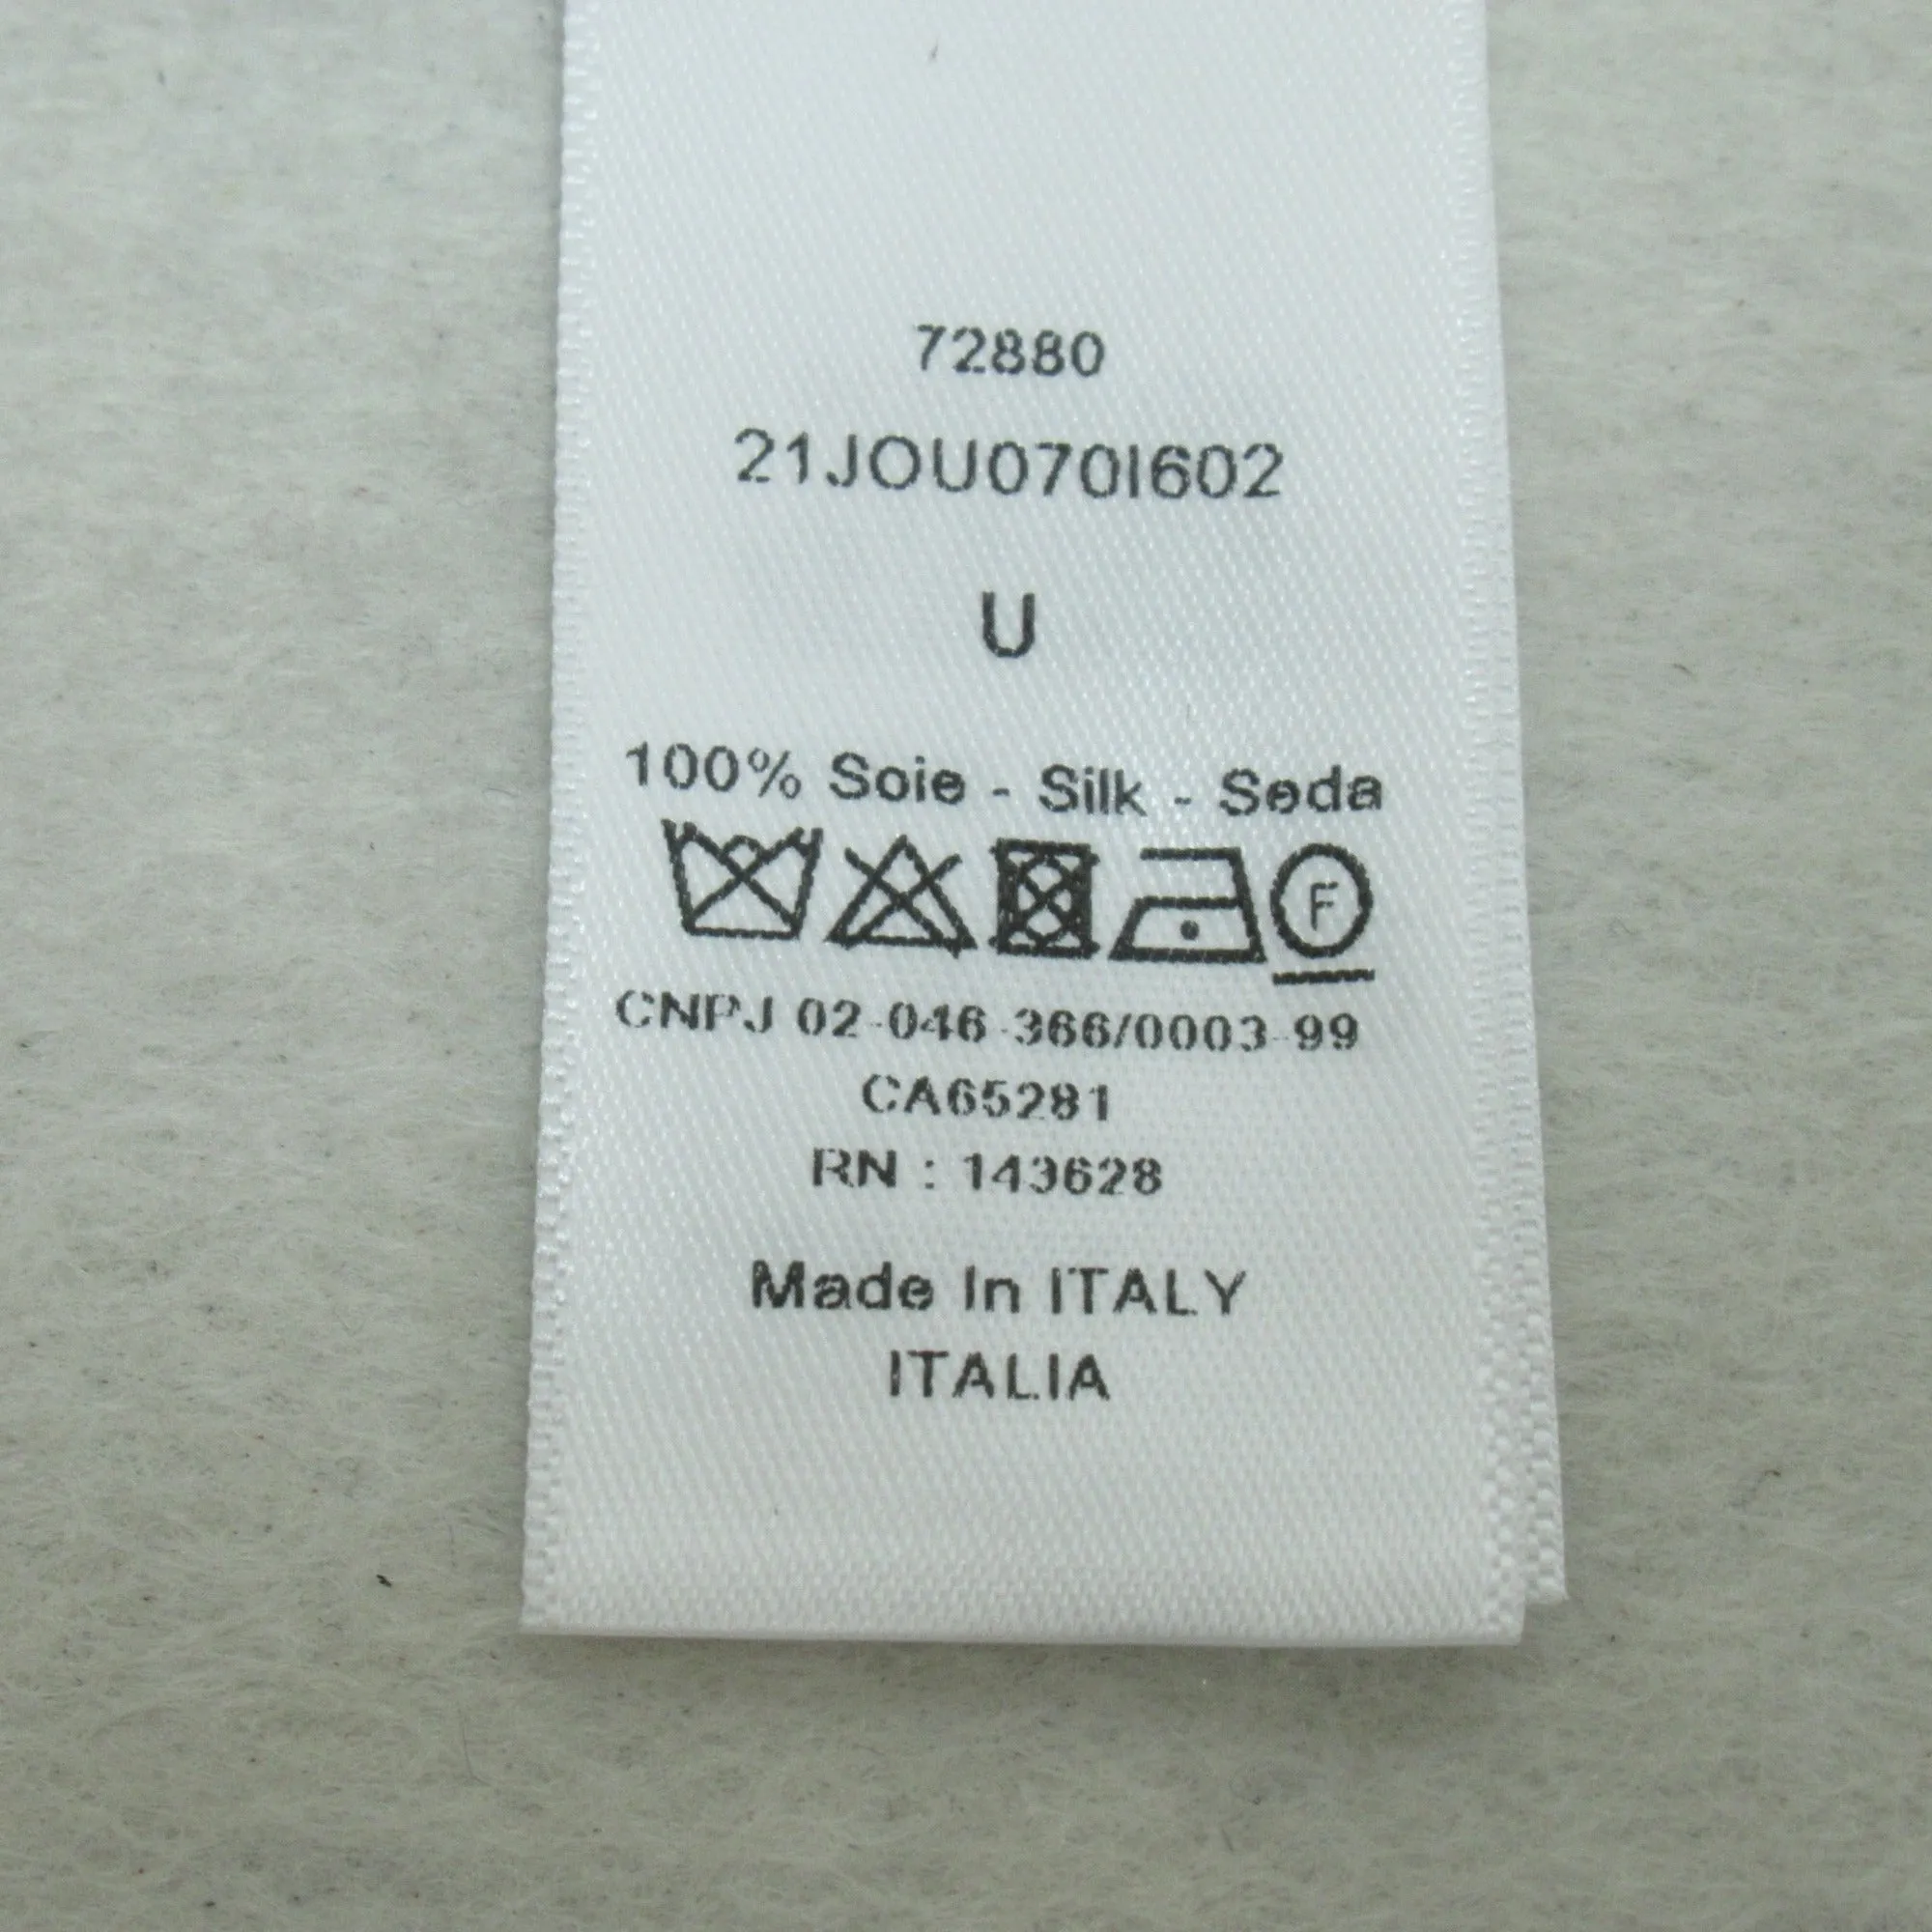 72880
21JOU070I602
U
100% Soie - Silk - Seda
F
CNPJ 02-046-366/0003-99
CA65281
RN : 143628
Made In ITALY
ITALIA